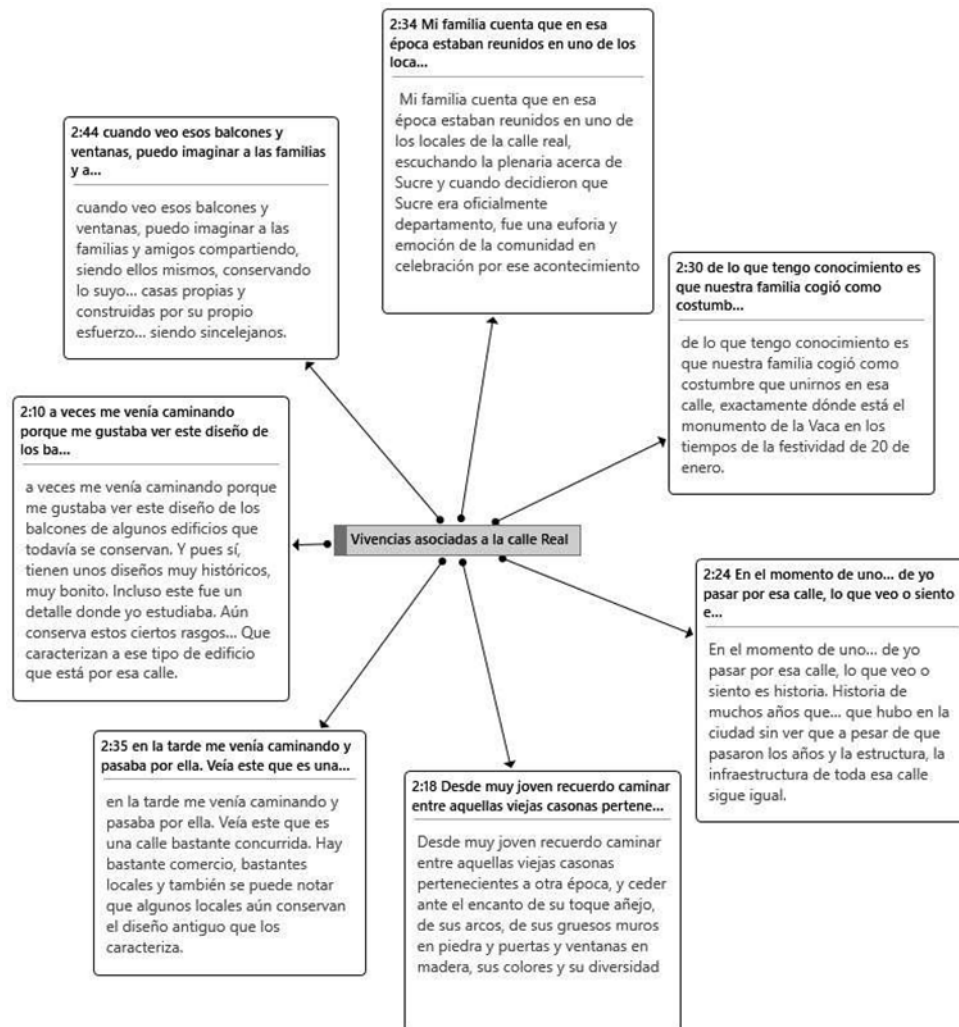 2:34 Mi familia cuenta que en esa
época estaban reunidos en uno de los
loca...
Mi familia cuenta que en esa
época estaban reunidos en uno de
los locales de la calle real,
escuchando la plenaria acerca de
Sucre y cuando decidieron que
Sucre era oficialmente
departamento, fue una euforia y
emoción de la comunidad en
celebración por ese acontecimiento
2:44 cuando veo esos balcones y
ventanas, puedo imaginar a las familias
y a...
cuando veo esos balcones y
ventanas, puedo imaginar a las
familias y amigos compartiendo,
siendo ellos mismos, conservando
lo suyo... casas propias y
construidas por su propio
esfuerzo... siendo sincelejanos.
2:30 de lo que tengo conocimiento es
que nuestra familia cogió como
costumb...
de lo que tengo conocimiento es
que nuestra familia cogió como
costumbre que unirnos en esa
calle, exactamente dónde está el
monumento de la Vaca en los
tiempos de la festividad de 20 de
enero.
2:10 a veces me venía caminando
porque me gustaba ver este diseño de
los ba...
a veces me venía caminando porque
me gustaba ver este diseño de los
balcones de algunos edificios que
todavía se conservan. Y pues sí,
tienen unos diseños muy históricos,
muy bonito. Incluso este fue un
detalle donde yo estudiaba. Aún
conserva estos ciertos rasgos... Que
caracterizan a ese tipo de edificio
que está por esa calle.
Vivencias asociadas a la calle Real
2:24 En el momento de uno... de yo
pasar por esa calle, lo que veo o siento
e...
En el momento de uno... de yo
pasar por esa calle, lo que veo o
siento es historia. Historia de
muchos años que... que hubo en la
ciudad sin ver que a pesar de que
pasaron los años y la estructura, la
infraestructura de toda esa calle
sigue igual.
2:35 en la tarde me venía caminando y
pasaba por ella. Veía este que es una...
en la tarde me venía caminando y
pasaba por ella. Veía este que es
una calle bastante concurrida. Hay
bastante comercio, bastantes
locales y también se puede notar
que algunos locales aún conservan
el diseño antiguo que los
caracteriza.
2:18 Desde muy joven recuerdo caminar
entre aquellas viejas casonas pertene...
Desde muy joven recuerdo caminar
entre aquellas viejas casonas
pertenecientes a otra época, y ceder
ante el encanto de su toque añejo,
de sus arcos, de sus gruesos muros
en piedra y puertas y ventanas en
madera, sus colores y su diversidad